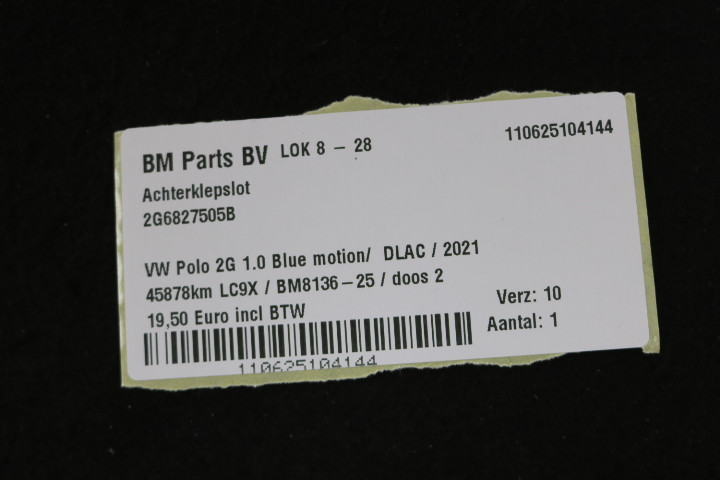 BM Parts BV LOK 8 - 28 110625104144
Achterklepslot
2G6827505B
VW Polo 2G 1.0 Blue motion/ DLAC / 2021
45878km LC9X / BM8136-25 / doos 2
Verz: 10
19,50 Euro incl BTW
Aantal: 1
110625104144